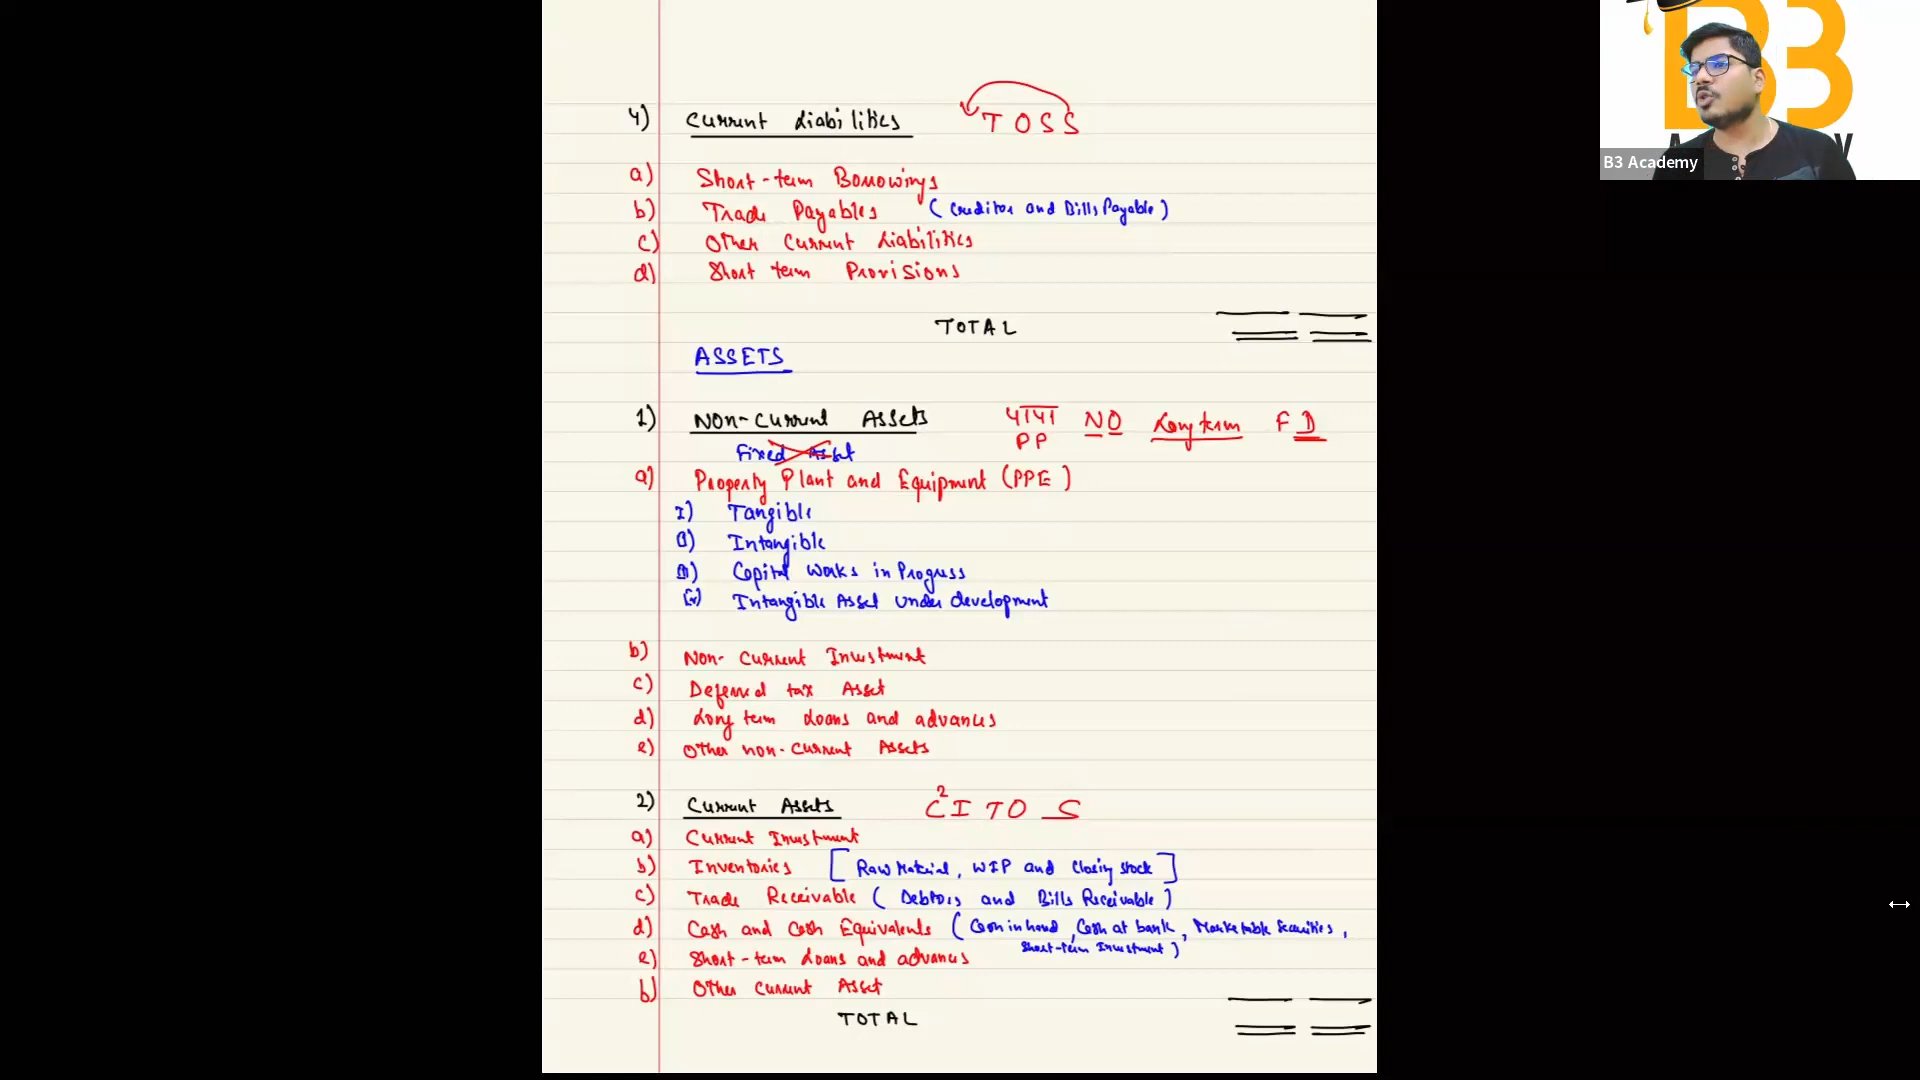 B3
A Y
B3 Academy
4) Current Liabilities TOSS
a) Short-term Borrowings
b) Trade Payables (Creditor and Bills Payable)
c) Other Current Liabilities
d) Short term Provisions
TOTAL
ASSETS
1) Non-Current Assets PP NO Long term FD
Fixed Asset
a) Property Plant and Equipment (PPE)
I) Tangible
II) Intangible
III) Capital Works in Progress
IV) Intangible Asset under development
b) Non-Current Investment
c) Deferred tax Asset
d) Long term Loans and advances
e) Other non-current Assets
2) Current Assets C²ITO S
a) Current Investment
b) Inventories [Raw Material, WIP and Closing Stock]
c) Trade Receivable (Debtors and Bills Receivable)
d) Cash and Cash Equivalents (Cash in hand, Cash at bank, Marketable Securities,
Short-term Investment)
e) Short-term Loans and advances
b) Other Current Asset
TOTAL